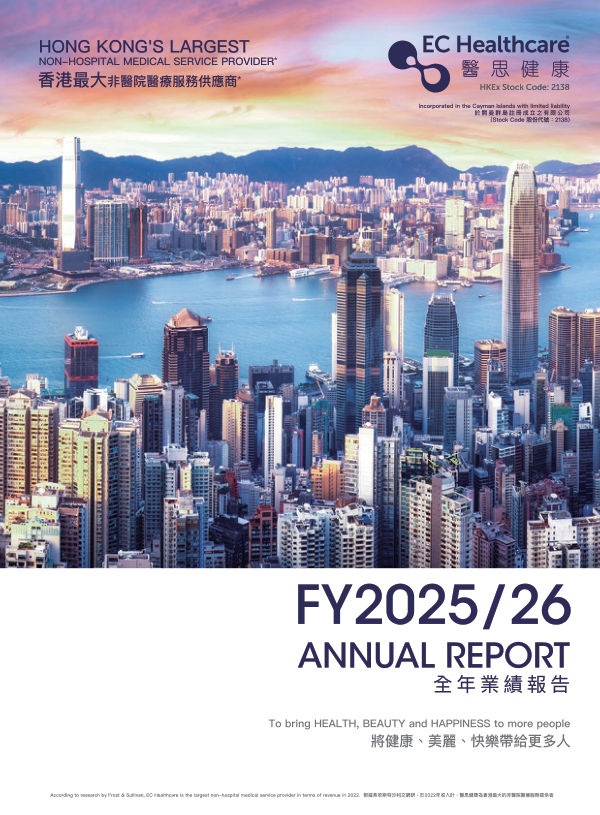 HONG KONG'S LARGEST
NON-HOSPITAL MEDICAL SERVICE PROVIDER*
香港最大非醫院醫療服務供應商*
EC Healthcare®
醫思健康
HKEx Stock Code: 2138
Incorporated in the Cayman Islands with limited liability
於開曼群島註冊成立之有限公司
(Stock Code 股份代號：2138)
FY2025/26
ANNUAL REPORT
全年業績報告
To bring HEALTH, BEAUTY and HAPPINESS to more people
將健康、美麗、快樂帶給更多人
According to research by Frost & Sullivan, EC Healthcare is the largest non-hospital medical service provider in terms of revenue in 2022.